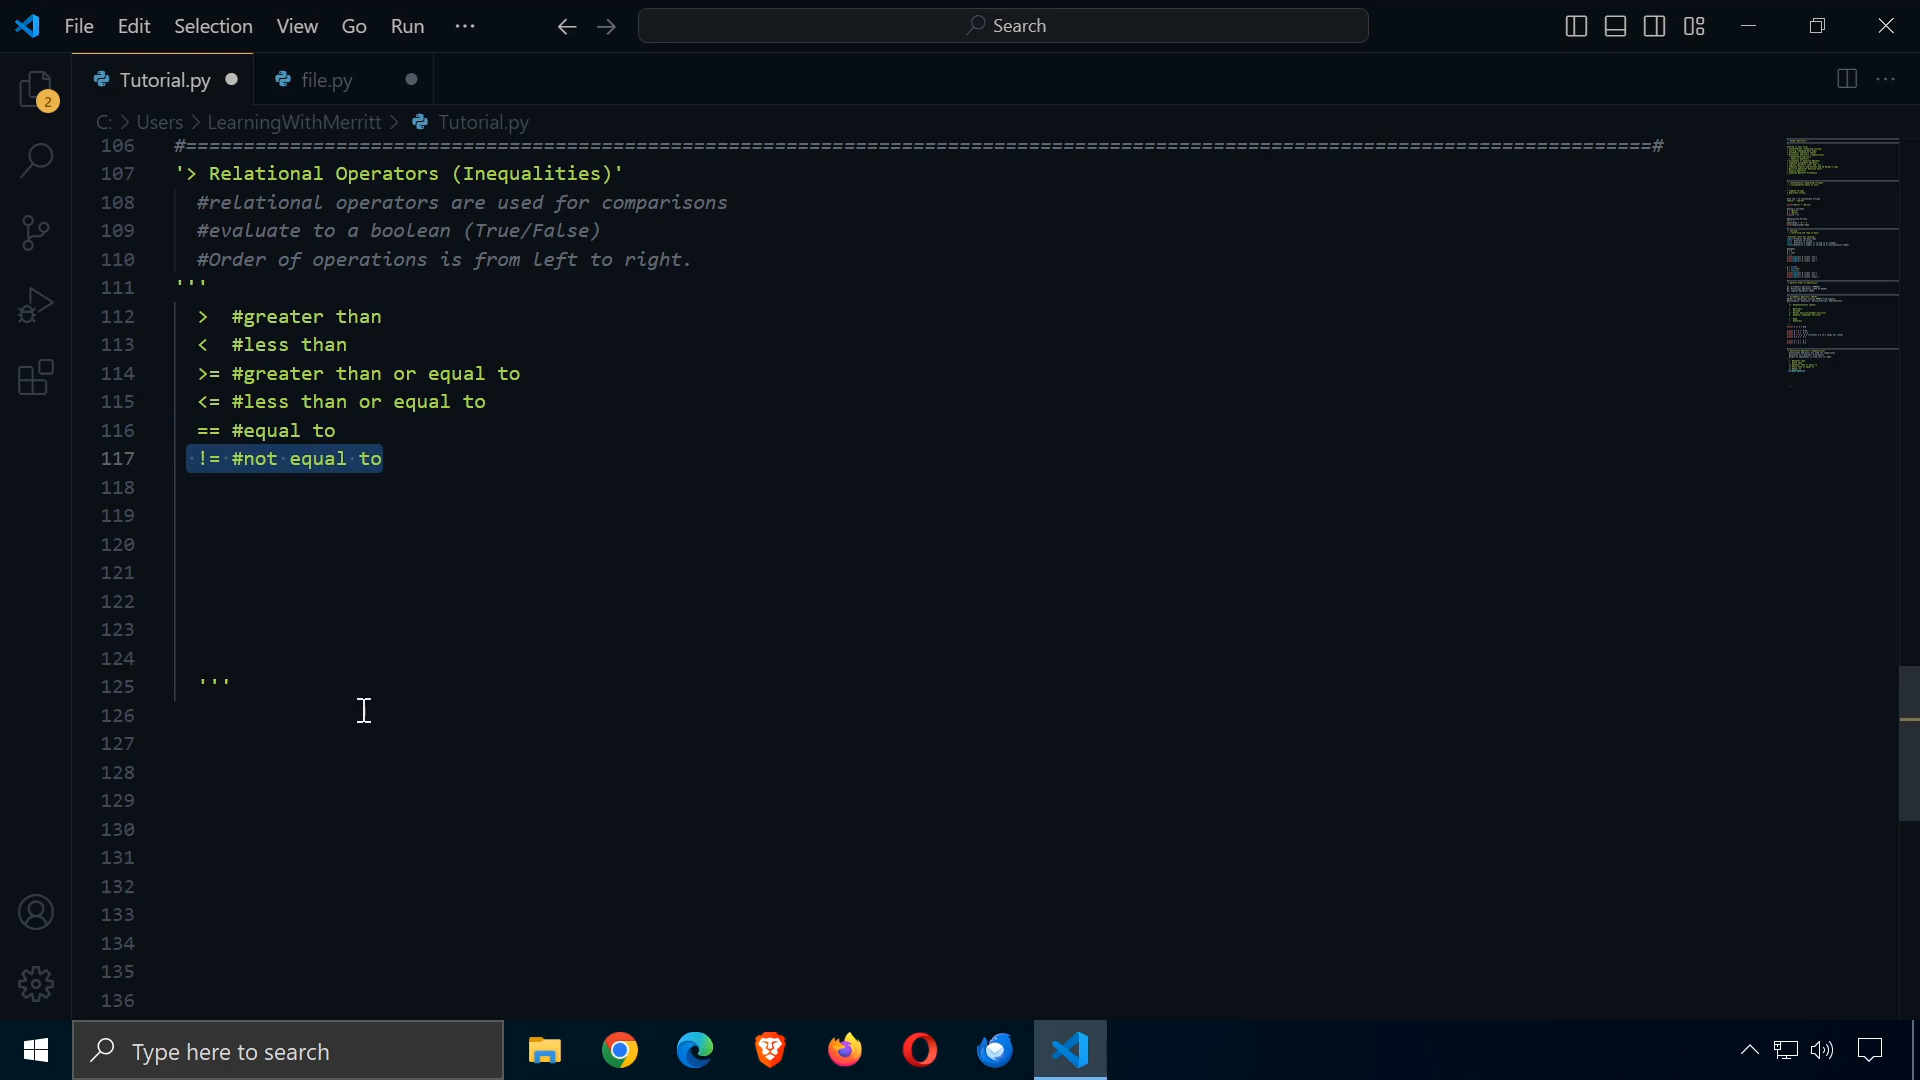 File Edit Selection View Go Run ··· Search
2
Tutorial.py file.py
C: > Users > LearningWithMerritt > Tutorial.py
106 #===============================================================================================================================#
107 '> Relational Operators (Inequalities)'
108 #relational operators are used for comparisons
109 #evaluate to a boolean (True/False)
110 #Order of operations is from left to right.
111 '''
112 > #greater than
113 < #less than
114 >= #greater than or equal to
115 <= #less than or equal to
116 == #equal to
117 != #not equal to
118
119
120
121
122
123
124
125 '''
126
127
128
129
130
131
132
133
134
135
136
Type here to search